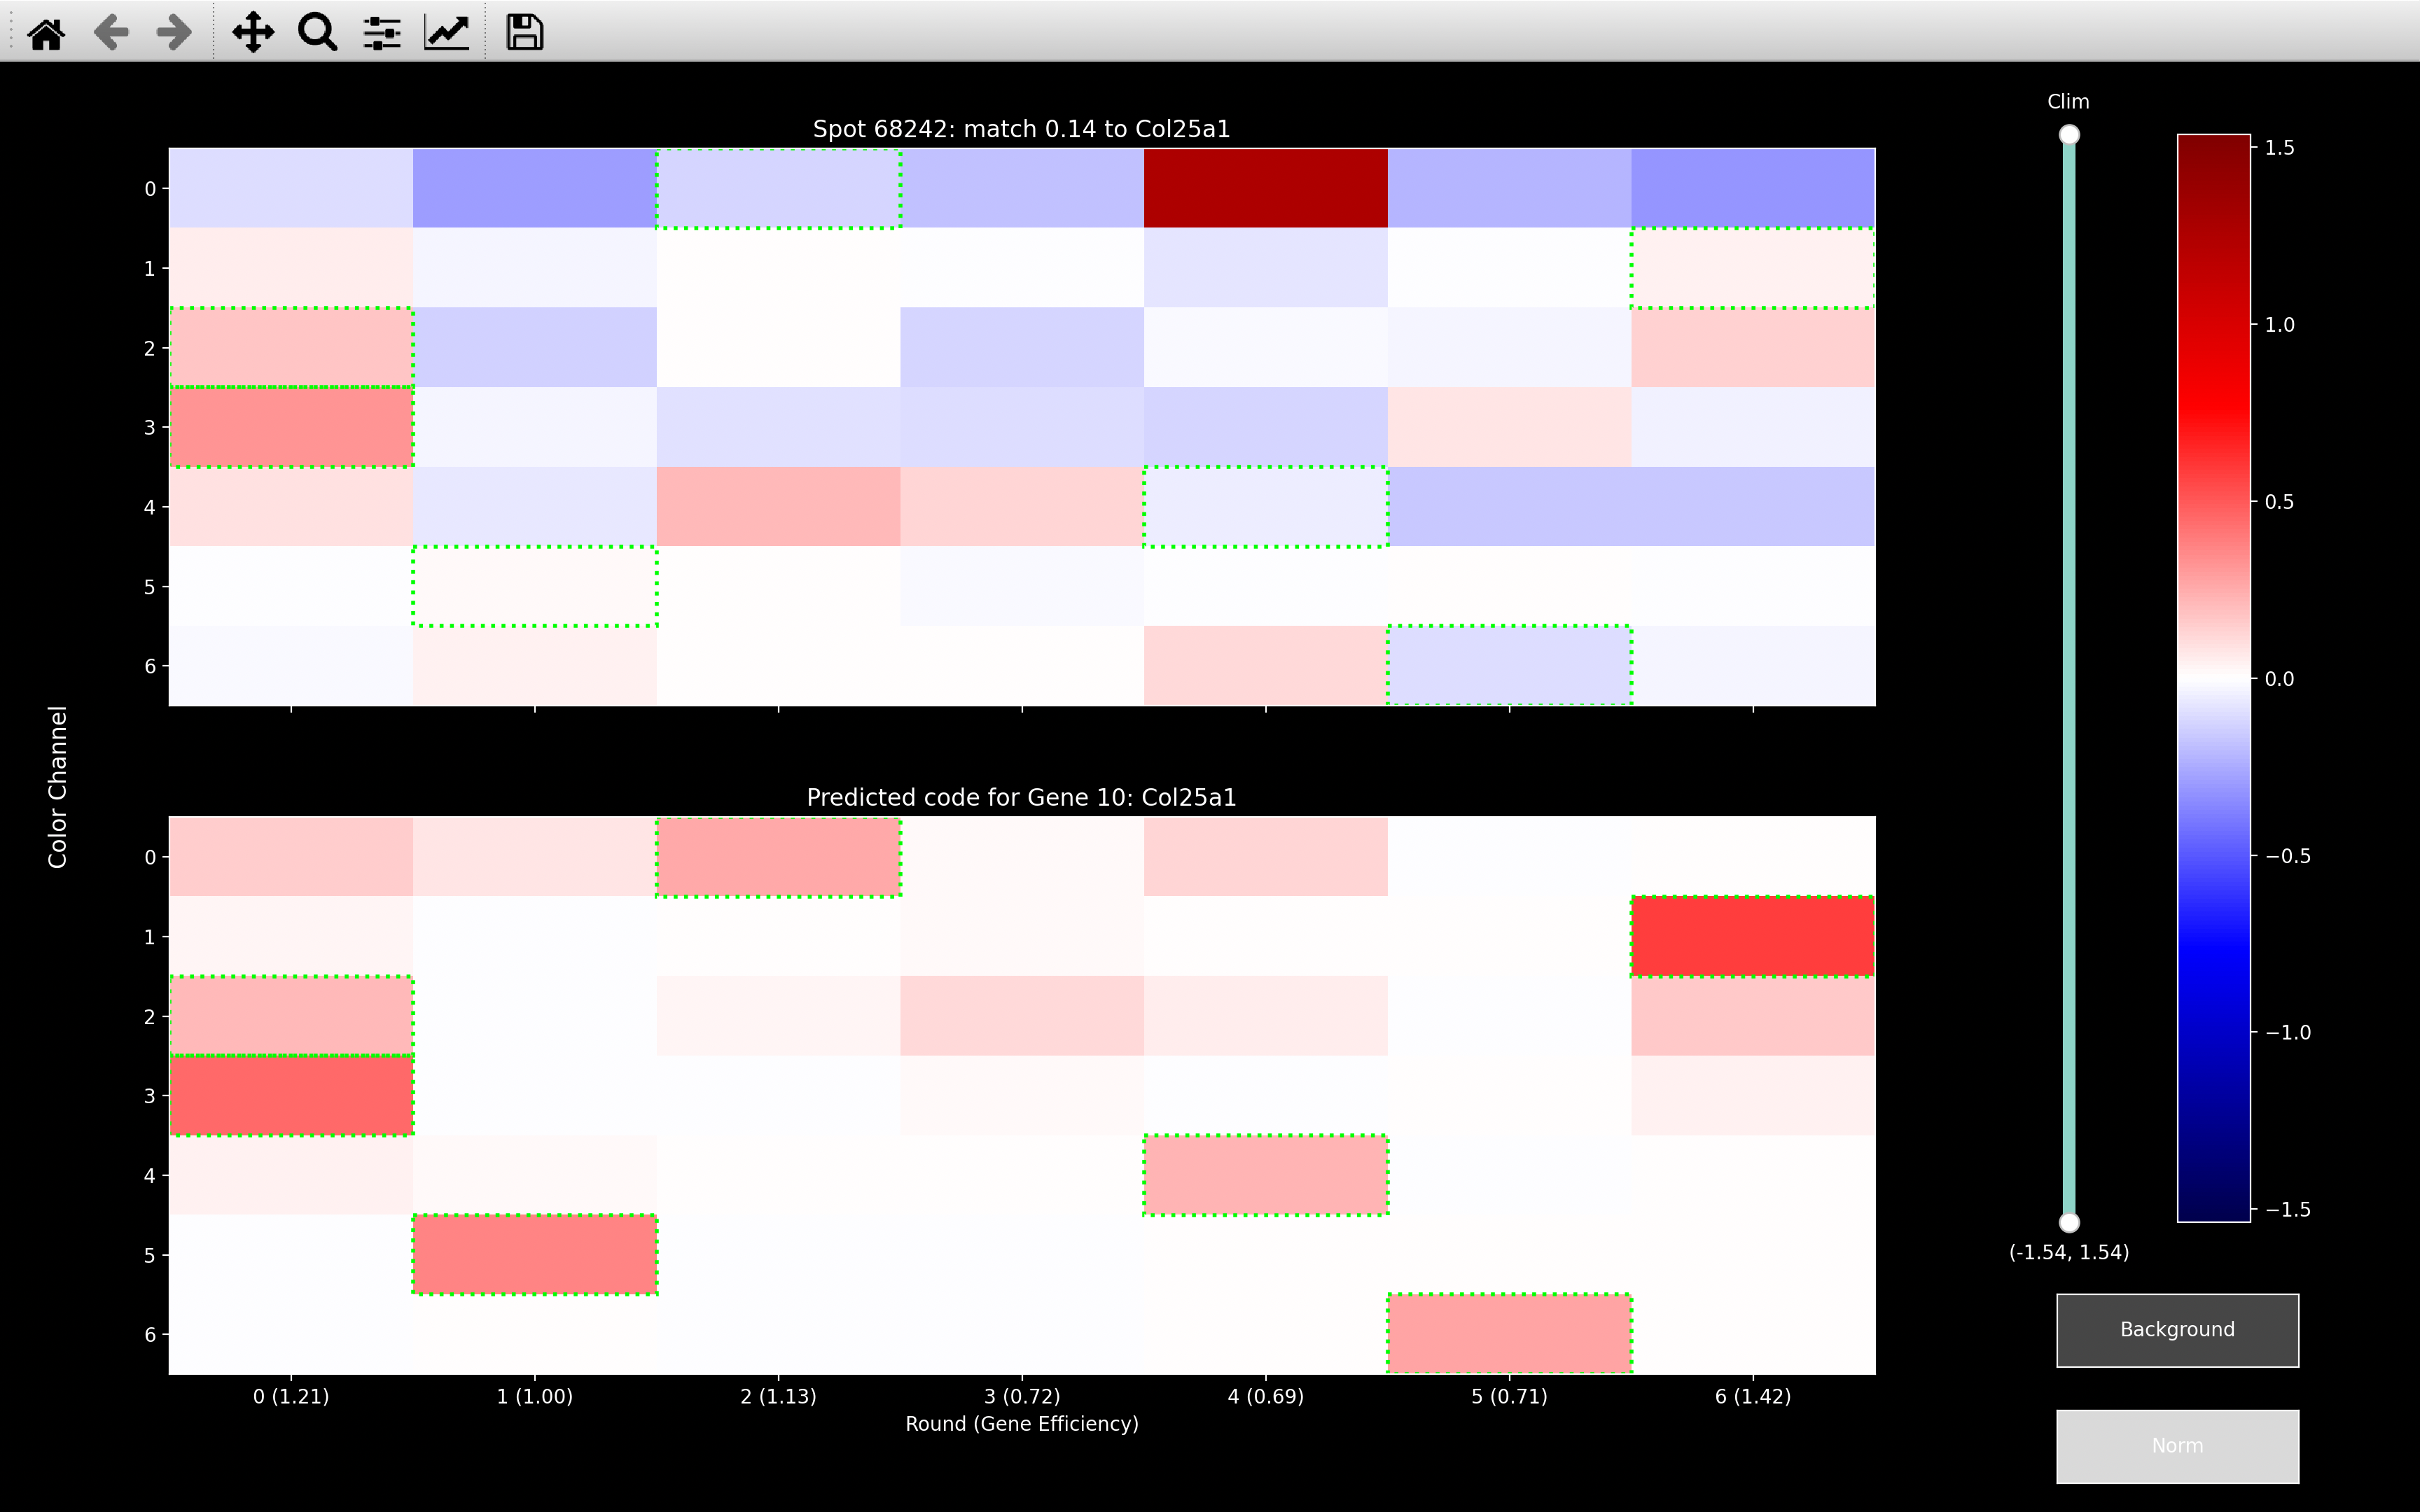 Clim
Spot 68242: match 0.14 to Col25a1
0
1
2
3
4
5
6
Color Channel
Predicted code for Gene 10: Col25a1
0
1
2
3
4
5
6
0 (1.21) 1 (1.00) 2 (1.13) 3 (0.72) 4 (0.69) 5 (0.71) 6 (1.42)
Round (Gene Efficiency)
1.5
1.0
0.5
0.0
−0.5
−1.0
−1.5
(-1.54, 1.54)
Background
Norm